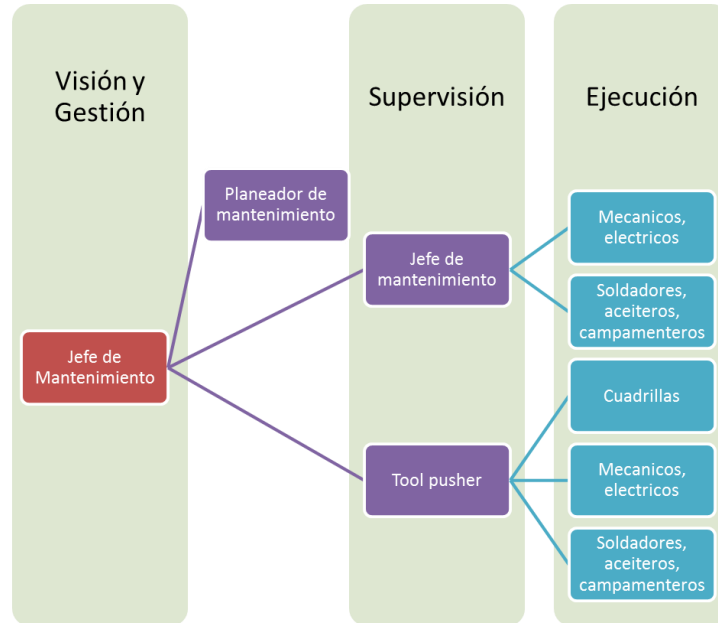 Visión y
Gestión
Supervisión
Ejecución
Planeador de
mantenimiento
Mecanicos,
electricos
Jefe de
mantenimiento
Soldadores,
aceiteros,
campamenteros
Jefe de
Mantenimiento
Cuadrillas
Tool pusher
Mecanicos,
electricos
Soldadores,
aceiteros,
campamenteros